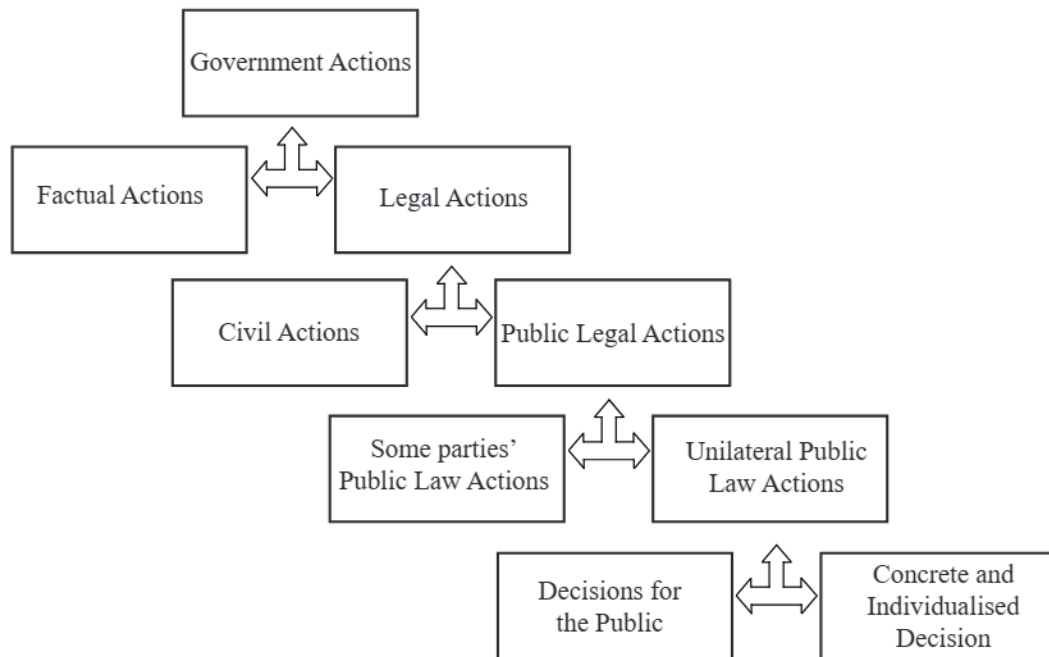 Government Actions
Factual Actions
Legal Actions
Civil Actions
Public Legal Actions
Some parties’
Public Law Actions
Unilateral Public
Law Actions
Decisions for
the Public
Concrete and
Individualised
Decision